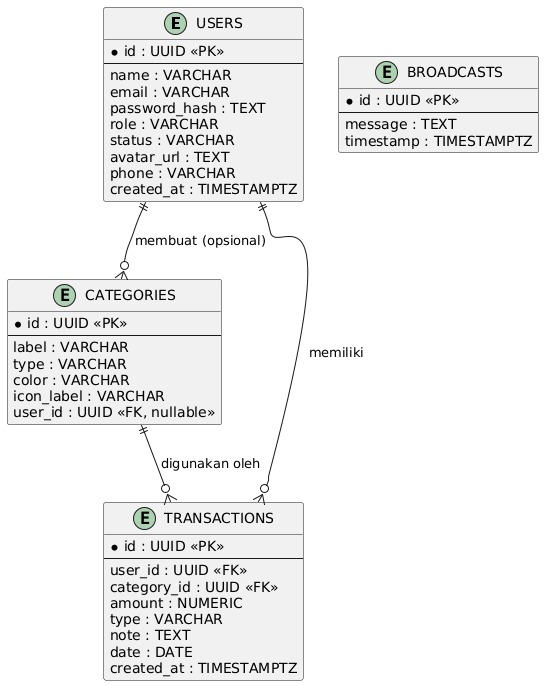 E USERS
* id : UUID «PK»
name : VARCHAR
email : VARCHAR
password_hash : TEXT
role : VARCHAR
status : VARCHAR
avatar_url : TEXT
phone : VARCHAR
created_at : TIMESTAMPTZ
E BROADCASTS
* id : UUID «PK»
message : TEXT
timestamp : TIMESTAMPTZ
membuat (opsional)
E CATEGORIES
* id : UUID «PK»
label : VARCHAR
type : VARCHAR
color : VARCHAR
icon_label : VARCHAR
user_id : UUID «FK, nullable»
memiliki
digunakan oleh
E TRANSACTIONS
* id : UUID «PK»
user_id : UUID «FK»
category_id : UUID «FK»
amount : NUMERIC
type : VARCHAR
note : TEXT
date : DATE
created_at : TIMESTAMPTZ